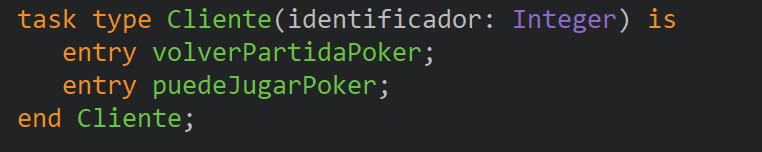 task type Cliente(identificador: Integer) is
   entry volverPartidaPoker;
   entry puedeJugarPoker;
end Cliente;